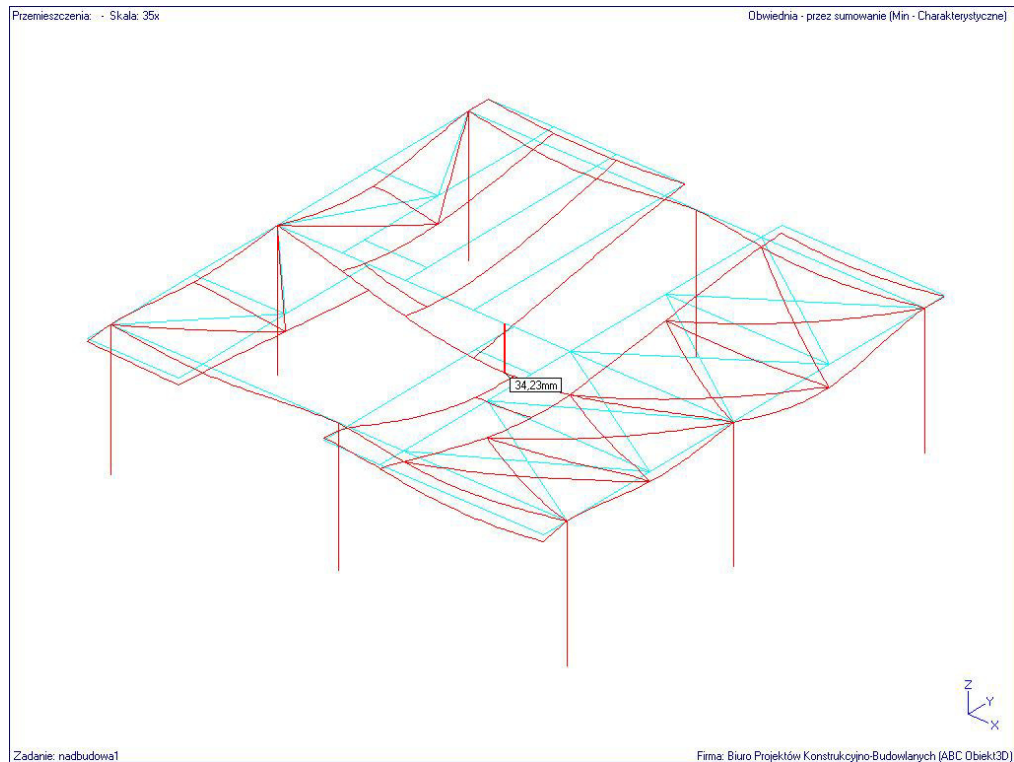 Przemieszczenia: - Skala: 35x
Obwiednia - przez sumowanie (Min - Charakterystyczne)
34,23mm
Z
Y
X
Zadanie: nadbudowa1
Firma: Biuro Projektów Konstrukcyjno-Budowlanych (ABC Obiekt3D)